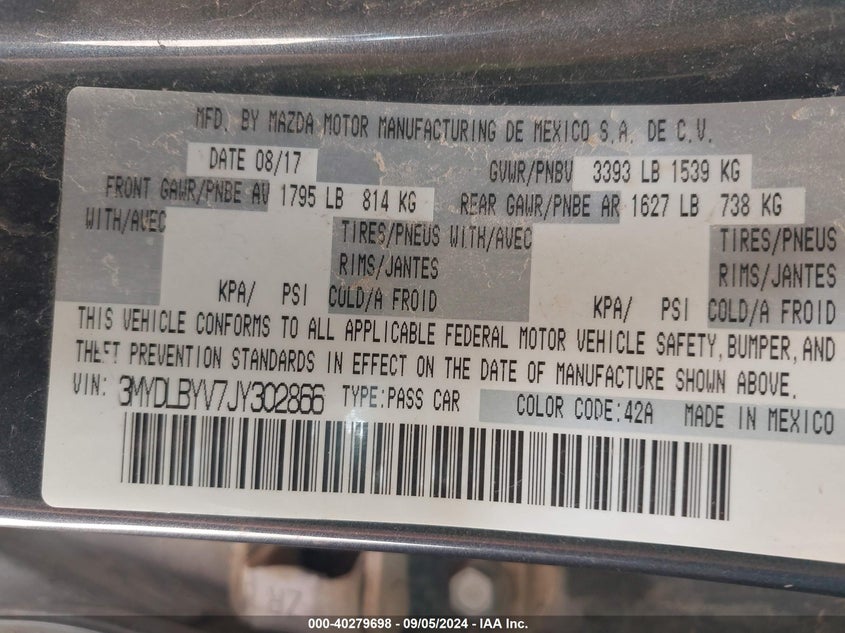 MFD. BY MAZDA MOTOR MANUFACTURING DE MEXICO S.A. DE C.V.
DATE 08/17 GVWR/PNBV 3393 LB 1539 KG
FRONT GAWR/PNBE AV 1795 LB 814 KG REAR GAWR/PNBE AR 1627 LB 738 KG
WITH/AVEC TIRES/PNEUS WITH/AVEC TIRES/PNEUS
RIMS/JANTES RIMS/JANTES
KPA/ PSI COLD/A FROID KPA/ PSI COLD/A FROID
THIS VEHICLE CONFORMS TO ALL APPLICABLE FEDERAL MOTOR VEHICLE SAFETY, BUMPER, AND
THEFT PREVENTION STANDARDS IN EFFECT ON THE DATE OF MANUFACTURE SHOWN ABOVE.
VIN: 3MYDLBYV7JY302866 TYPE:PASS CAR COLOR CODE:42A MADE IN MEXICO
ZR
000-40279698 - 09/05/2024 - IAA Inc.